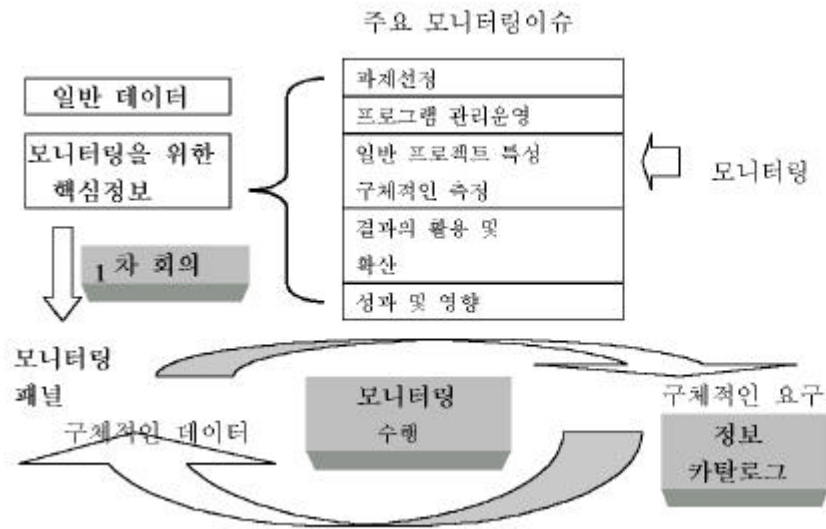 주요 모니터링이슈
일반 데이터
모니터링을 위한
핵심정보
과제선정
프로그램 관리운영
일반 프로젝트 특성
구체적인 측정
결과의 활용 및
확산
성과 및 영향
모니터링
1차 회의
모니터링
패널
구체적인 데이터
모니터링
수행
구체적인 요구
정보
카탈로그